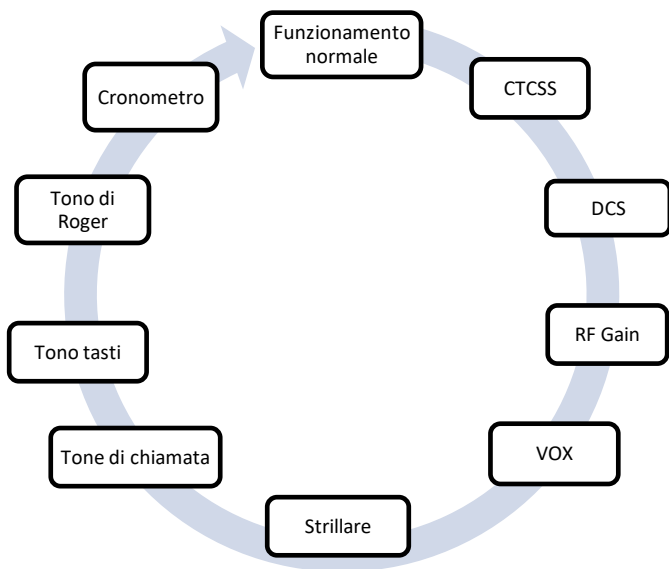 Funzionamento
normale
CTCSS
DCS
RF Gain
VOX
Strillare
Tone di chiamata
Tono tasti
Tono di
Roger
Cronometro